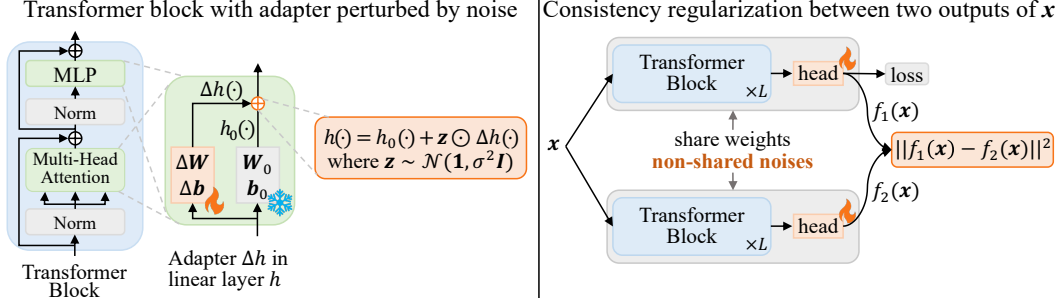 Transformer block with adapter perturbed by noise
MLP
Norm
Multi-Head
Attention
Norm
Transformer
Block
Δh(·)
h₀(·)
ΔW
Δb
W₀
b₀
Adapter Δh in
linear layer h
h(·) = h₀(·) + z ⊙ Δh(·)
where z ~ 𝒩(1, σ²I)
Consistency regularization between two outputs of x
x
Transformer
Block
×L
head
loss
f₁(x)
share weights
non-shared noises
||f₁(x) − f₂(x)||²
f₂(x)
Transformer
Block
×L
head